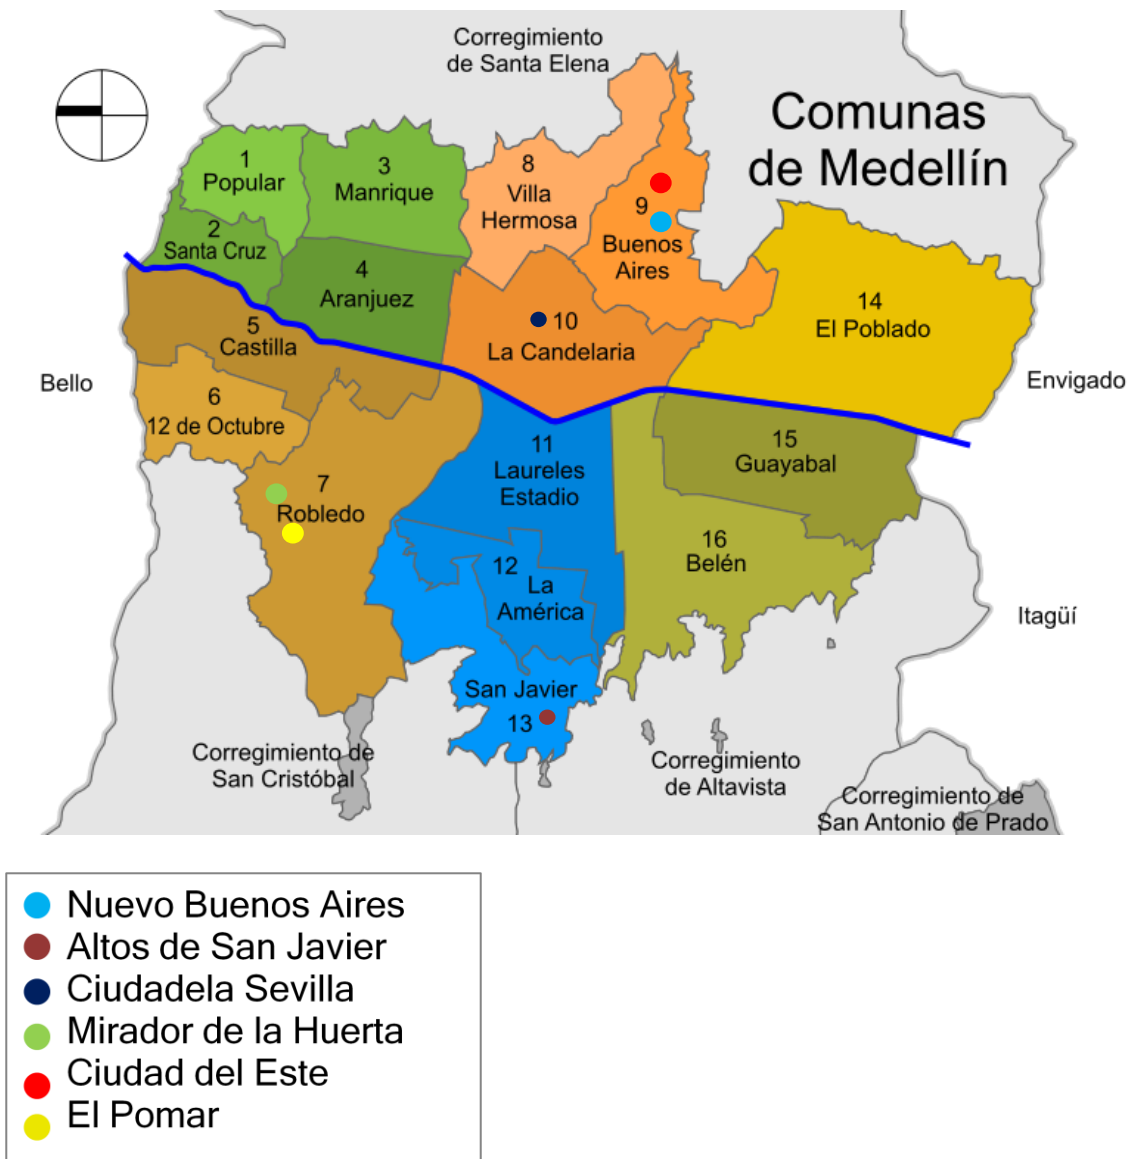 Corregimiento
de Santa Elena
Comunas
de Medellín
1
Popular
3
Manrique
8
Villa
Hermosa
9
Buenos
Aires
2
Santa Cruz
4
Aranjuez
10
La Candelaria
14
El Poblado
5
Castilla
Bello
Envigado
6
12 de Octubre
11
Laureles
Estadio
15
Guayabal
7
Robledo
16
Belén
12
La
América
Itagüí
San Javier
13
Corregimiento de
San Cristóbal
Corregimiento
de Altavista
Corregimiento de
San Antonio de Prado
Nuevo Buenos Aires
Altos de San Javier
Ciudadela Sevilla
Mirador de la Huerta
Ciudad del Este
El Pomar